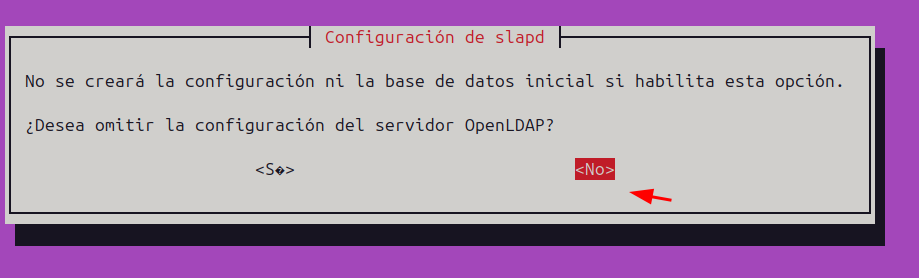 Configuración de slapd
No se creará la configuración ni la base de datos inicial si habilita esta opción.
¿Desea omitir la configuración del servidor OpenLDAP?
<S�> <No>